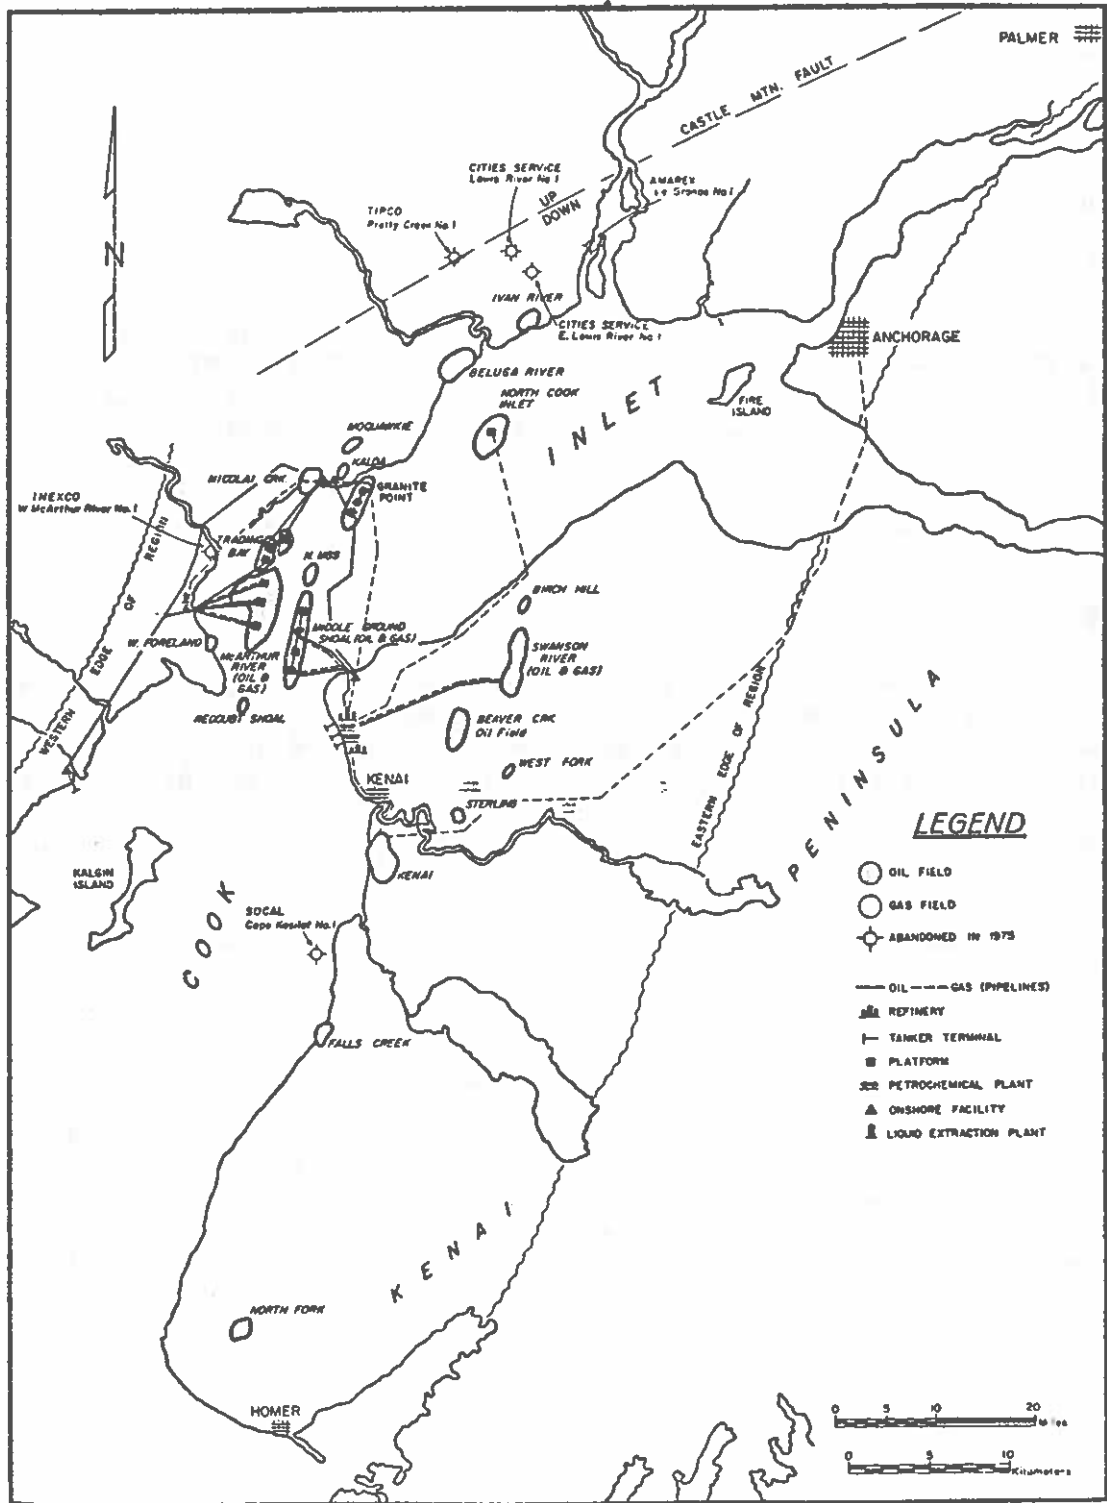 PALMER
CASTLE MTN. FAULT
CITIES SERVICE
Lewis River No.1
AMAREX
No.1
UP
DOWN
TIPCO
Pretty Creek No.1
N
IVAN RIVER
CITIES SERVICE
E. Lewis River No.1
ANCHORAGE
BELUGA RIVER
NORTH COOK
INLET
FIRE
ISLAND
INLET
MOQUAWKIE
KALOA
NICOLAI CRK.
GRANITE
POINT
INEXCO
W. McArthur River No.1
TRADING
BAY
N. MGS
BIRCH HILL
MIDDLE GROUND
SHOAL (OIL & GAS)
W. FORELAND
McARTHUR
RIVER
(OIL &
GAS)
SWANSON
RIVER
(OIL & GAS)
WESTERN EDGE OF REGION
REDOUBT SHOAL
BEAVER CRK
Oil Field
WEST FORK
KENAI
STERLING
EASTERN EDGE OF REGION
PENINSULA
KENAI
KALGIN
ISLAND
COOK
SOCAL
Cape Kasilof No.1
FALLS CREEK
LEGEND
OIL FIELD
GAS FIELD
ABANDONED IN 1975
OIL GAS (PIPELINES)
REFINERY
TANKER TERMINAL
PLATFORM
PETROCHEMICAL PLANT
ONSHORE FACILITY
LIQUID EXTRACTION PLANT
KENAI
NORTH FORK
HOMER
0 5 10 20
Miles
0 5 10
Kilometers